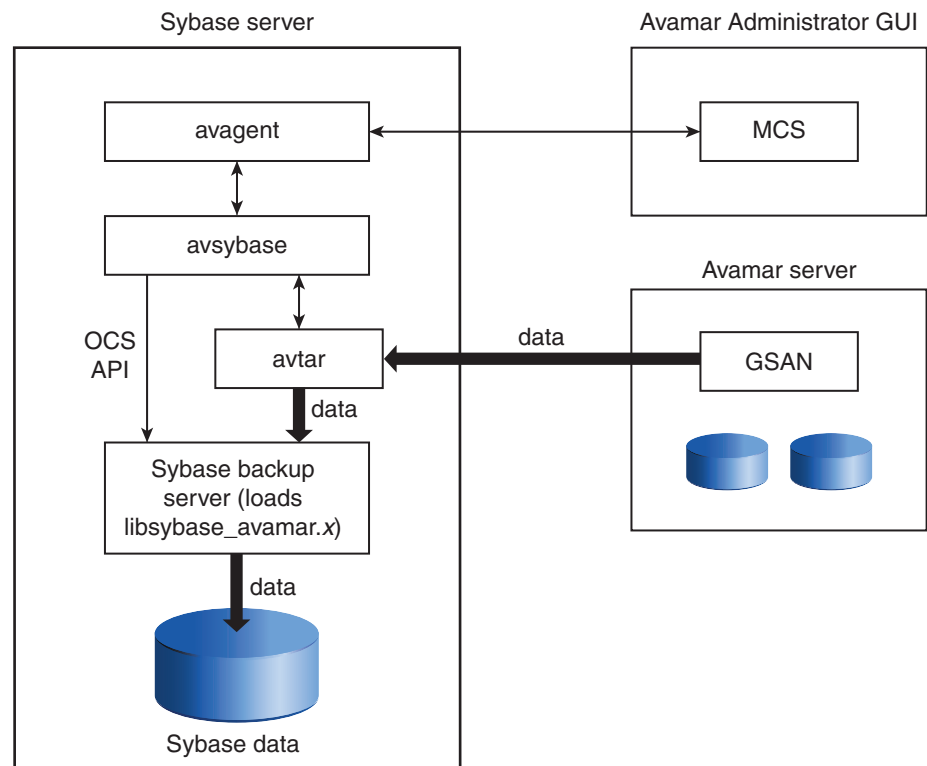 Sybase server
Avamar Administrator GUI
avagent
MCS
avsybase
Avamar server
OCS
API
data
avtar
GSAN
data
Sybase backup
server (loads
libsybase_avamar.x)
data
Sybase data